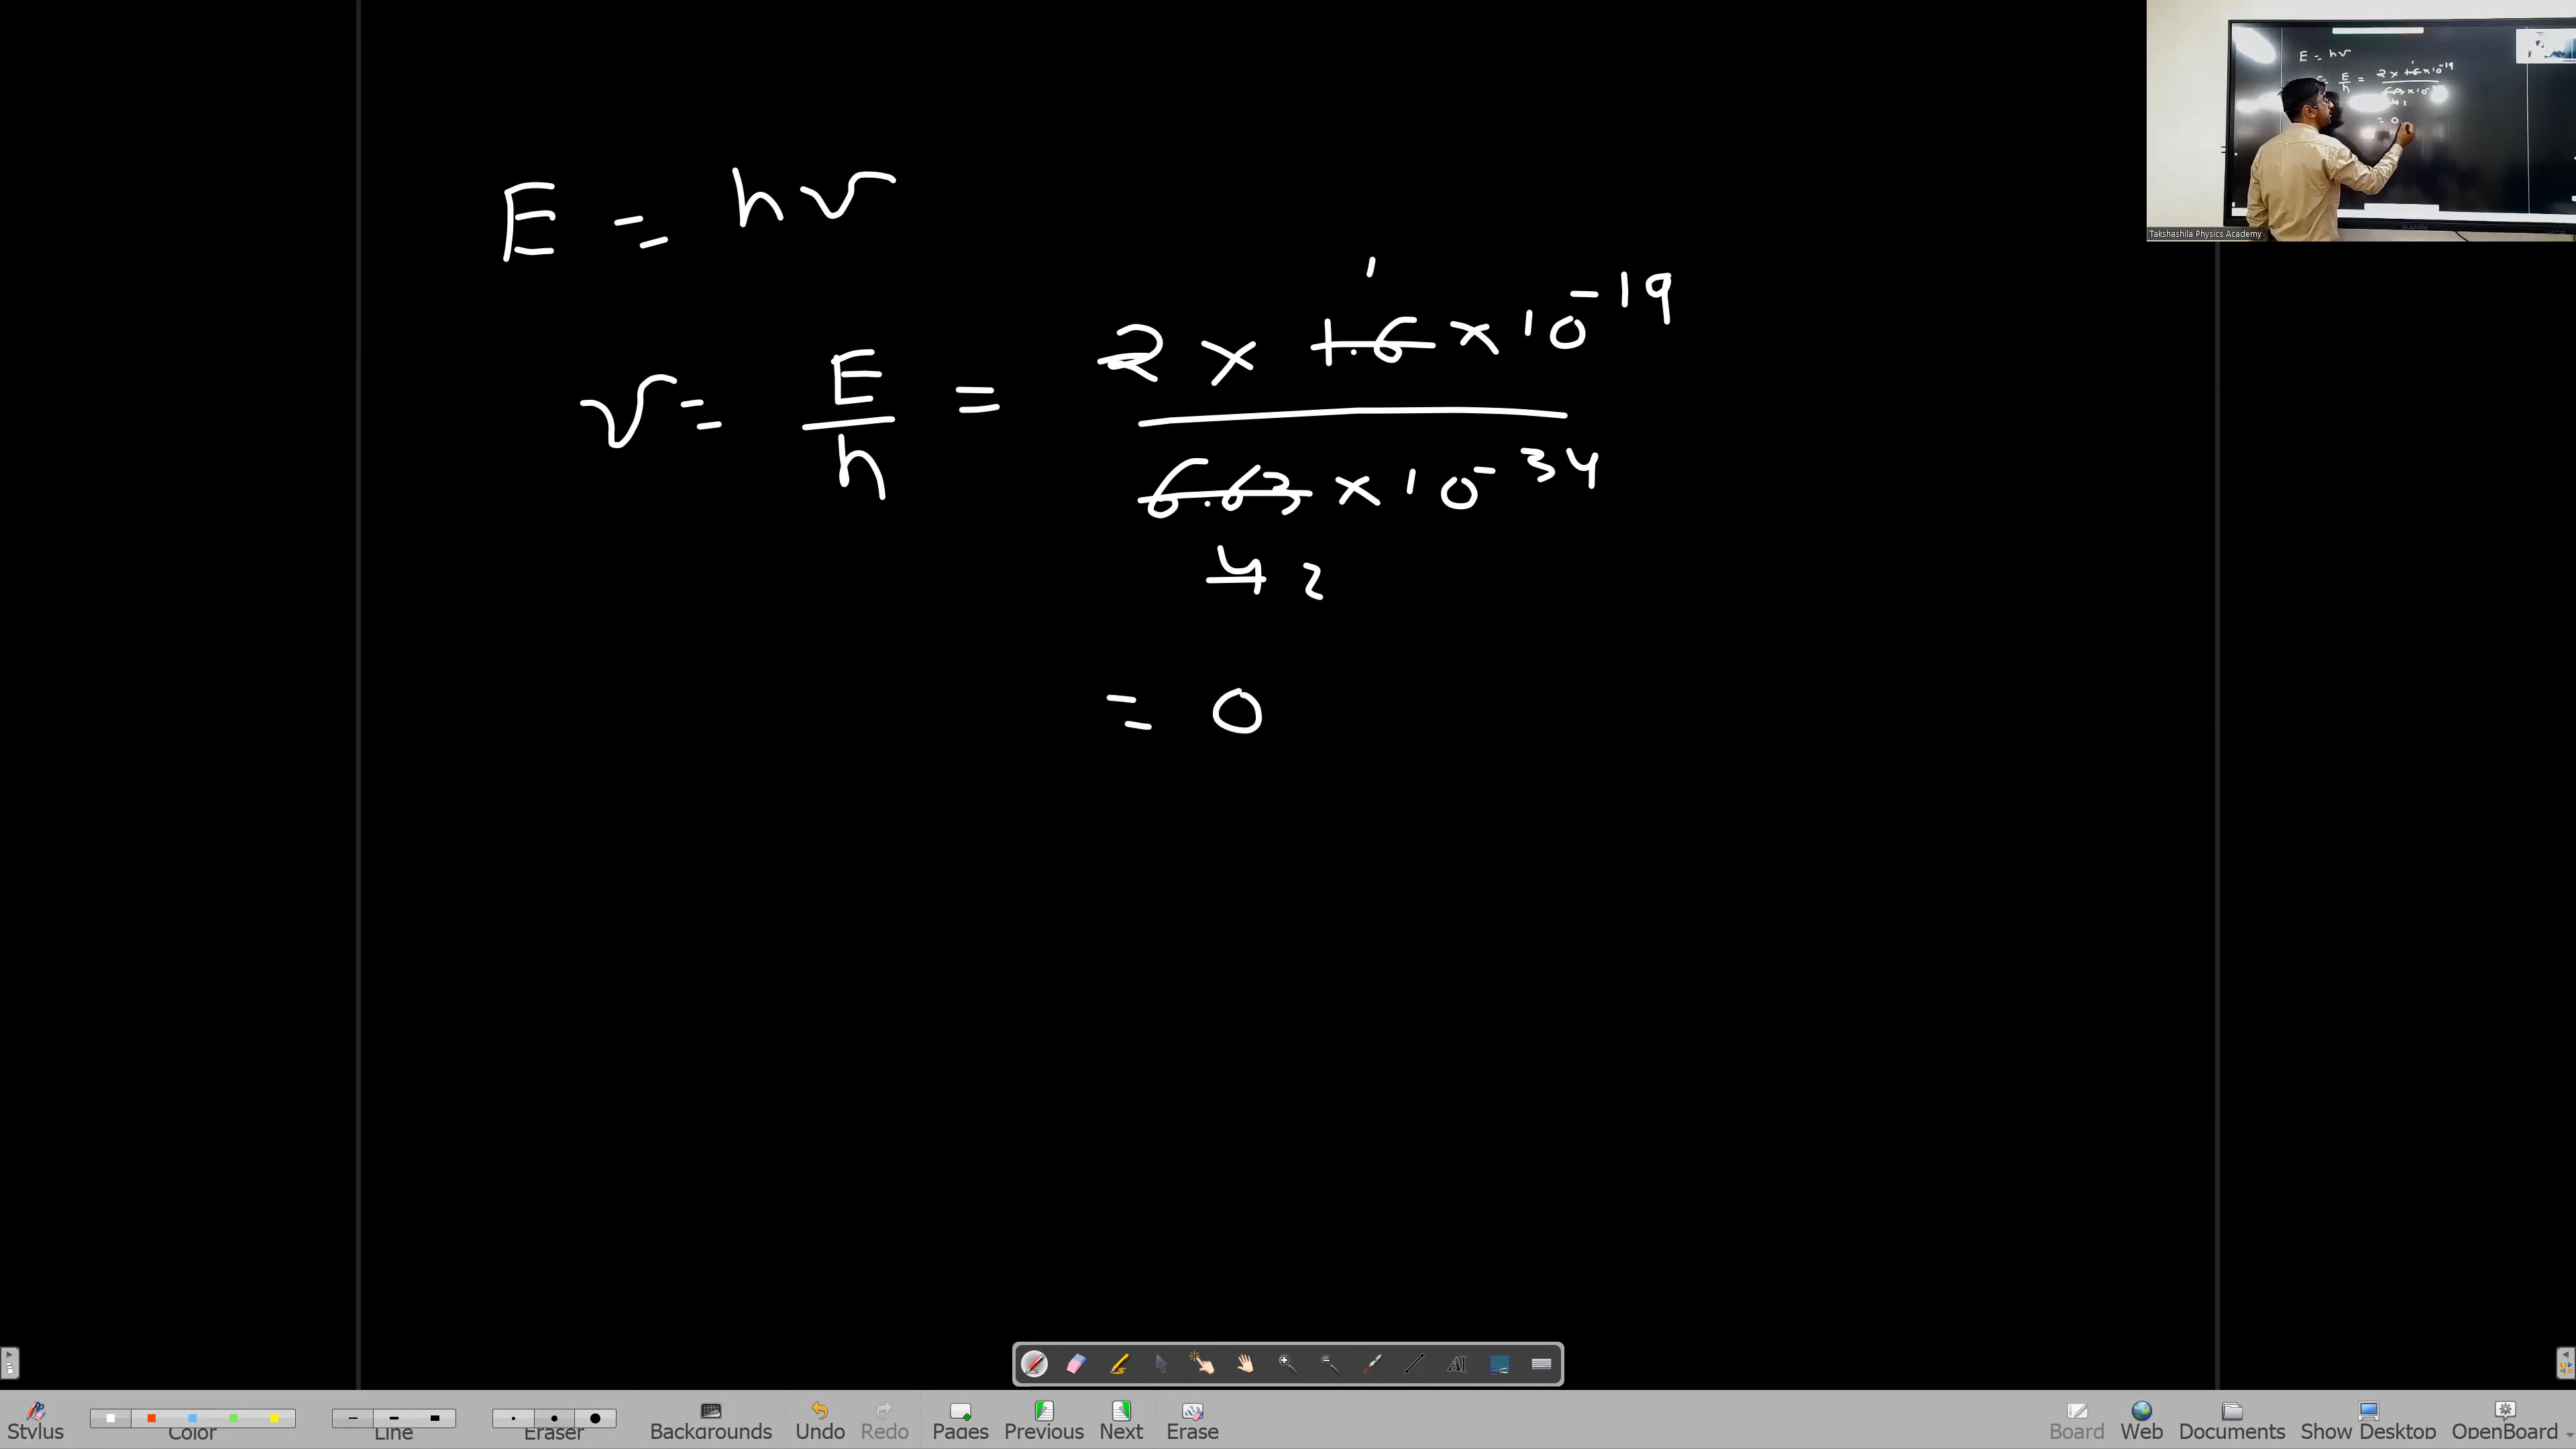 E = hν
ν = E/h = 2 × 1.6 × 10^-19 / 6.63 × 10^-34
1
4 2
= 0
Takshashila Physics Academy
Stylus Color Line Eraser Backgrounds Undo Redo Pages Previous Next Erase Board Web Documents Show Desktop OpenBoard